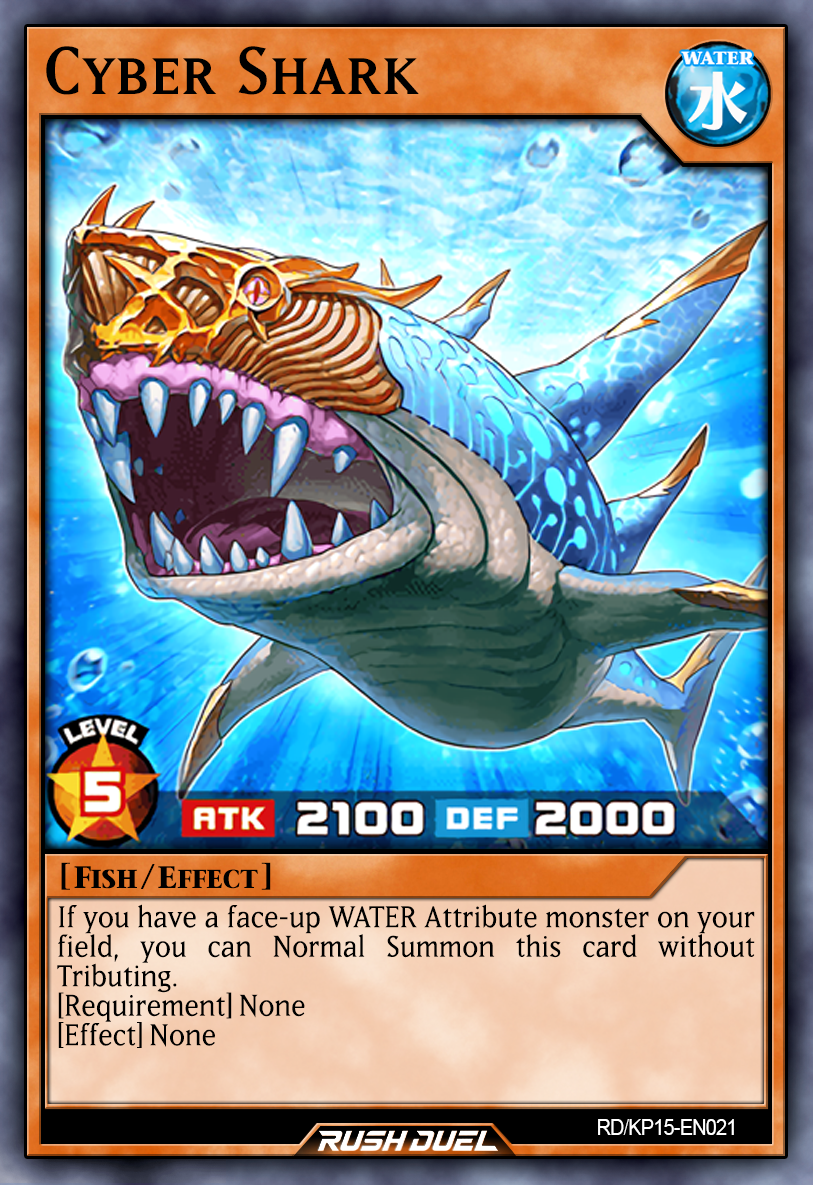 Cyber Shark
WATER
水
LEVEL
5
ATK 2100 DEF 2000
[Fish/Effect]
If you have a face-up WATER Attribute monster on your
field, you can Normal Summon this card without
Tributing.
[Requirement] None
[Effect] None
RUSH DUEL
RD/KP15-EN021